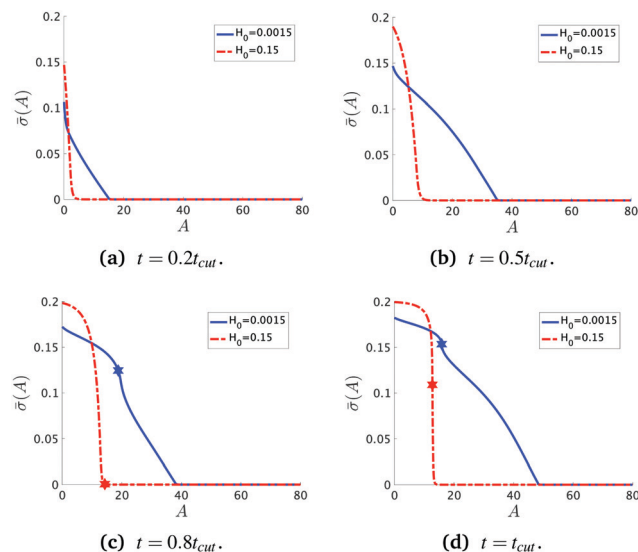 0.2
0.15
0.1
0.05
0
σ̄(A)
0 20 40 60 80
A
H₀=0.0015
H₀=0.15
(a) t = 0.2t_cut.
0.2
0.15
0.1
0.05
0
σ̄(A)
0 20 40 60 80
A
H₀=0.0015
H₀=0.15
(b) t = 0.5t_cut.
0.2
0.15
0.1
0.05
0
σ̄(A)
0 20 40 60 80
A
H₀=0.0015
H₀=0.15
(c) t = 0.8t_cut.
0.2
0.15
0.1
0.05
0
σ̄(A)
0 20 40 60 80
A
H₀=0.0015
H₀=0.15
(d) t = t_cut.